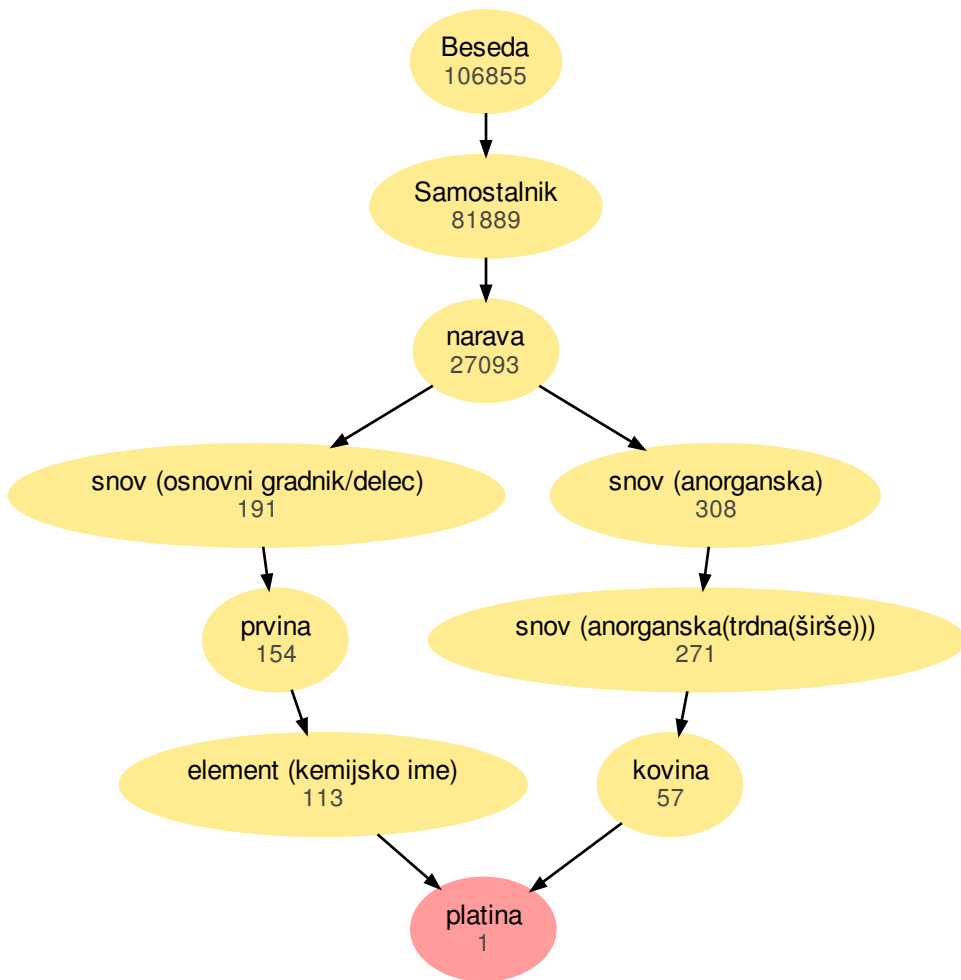 Beseda
106855
Samostalnik
81889
narava
27093
snov (osnovni gradnik/delec)
191
snov (anorganska)
308
prvina
154
snov (anorganska(trdna(širše)))
271
element (kemijsko ime)
113
kovina
57
platina
1